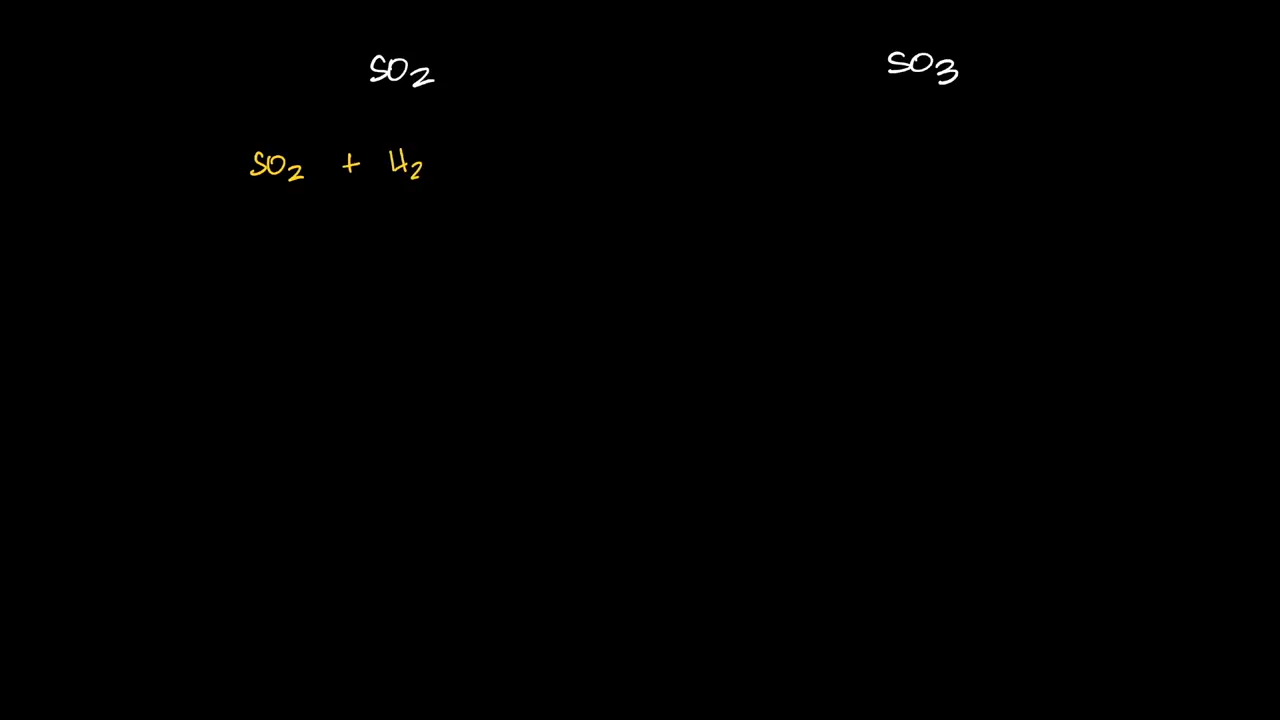 SO₂ SO₃
SO₂ + H₂